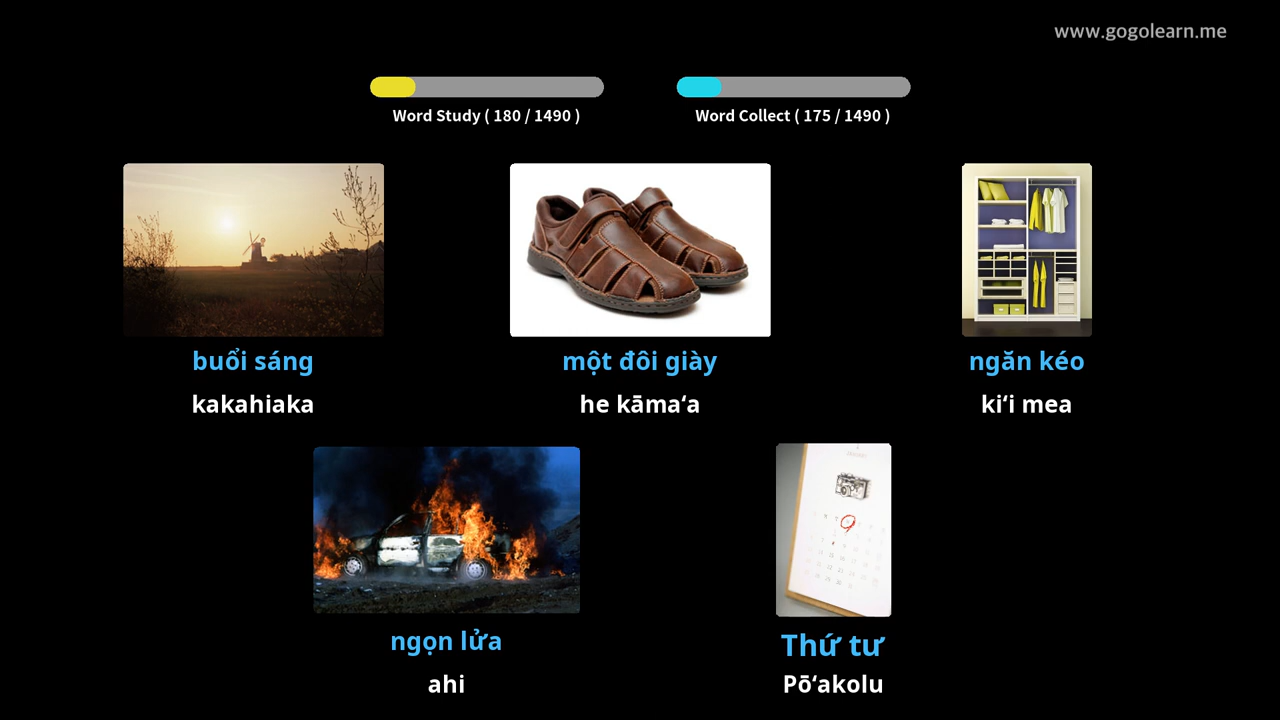 www.gogolearn.me
Word Study ( 180 / 1490 )
Word Collect ( 175 / 1490 )
buổi sáng
một đôi giày
ngăn kéo
kakahiaka
he kāmaʻa
kiʻi mea
ngọn lửa
Thứ tư
ahi
Pōʻakolu